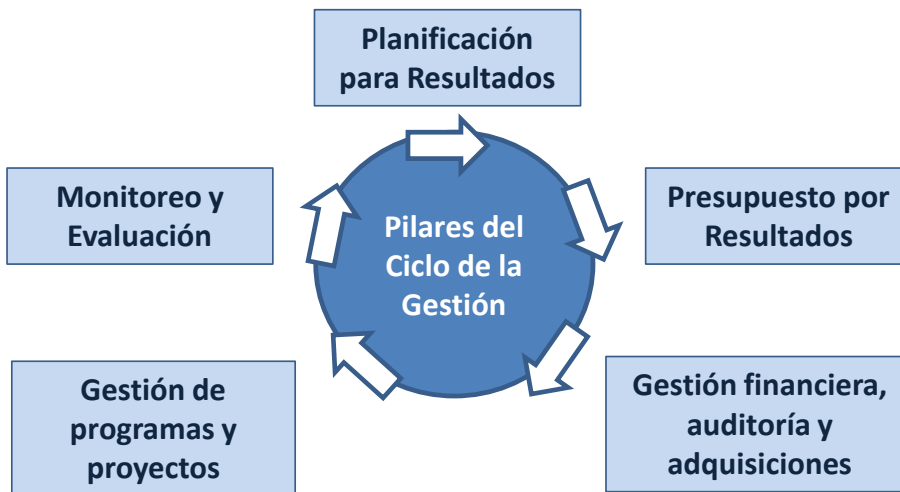 Planificación
para Resultados
Monitoreo y
Evaluación
Pilares del
Ciclo de la
Gestión
Presupuesto por
Resultados
Gestión de
programas y
proyectos
Gestión financiera,
auditoría y
adquisiciones